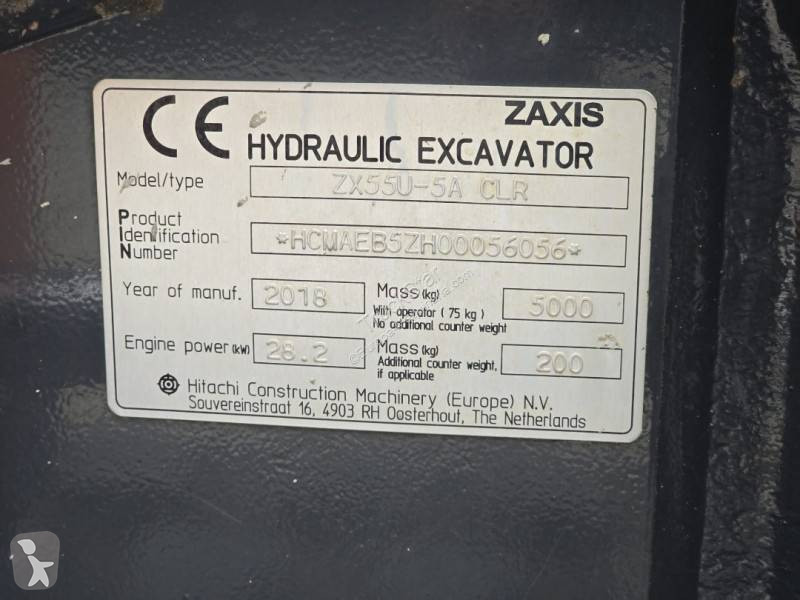 CE ZAXIS
HYDRAULIC EXCAVATOR
Model/type ZX55U-5A CLR
Product
Identification *HCMAEB5ZH00056056*
Number
Year of manuf. 2018 Mass(kg) 5000
With operator ( 75 kg )
No additional counter weight
Engine power(kW) 28.2 Mass(kg) 200
Additional counter weight,
if applicable
Hitachi Construction Machinery (Europe) N.V.
Souvereinstraat 16, 4903 RH Oosterhout, The Netherlands